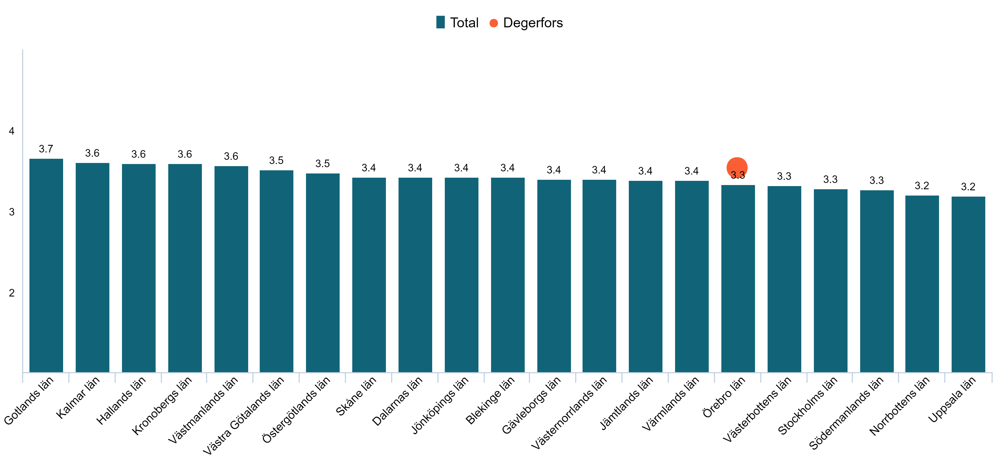 Total Degerfors
4
3
2
3.7 3.6 3.6 3.6 3.6 3.5 3.5 3.4 3.4 3.4 3.4 3.4 3.4 3.4 3.4 3.3 3.3 3.3 3.3 3.2 3.2
Gotlands län
Kalmar län
Hallands län
Kronobergs län
Västmanlands län
Västra Götalands län
Östergötlands län
Skåne län
Dalarnas län
Jönköpings län
Blekinge län
Gävleborgs län
Västernorrlands län
Jämtlands län
Värmlands län
Örebro län
Västerbottens län
Stockholms län
Södermanlands län
Norrbottens län
Uppsala län